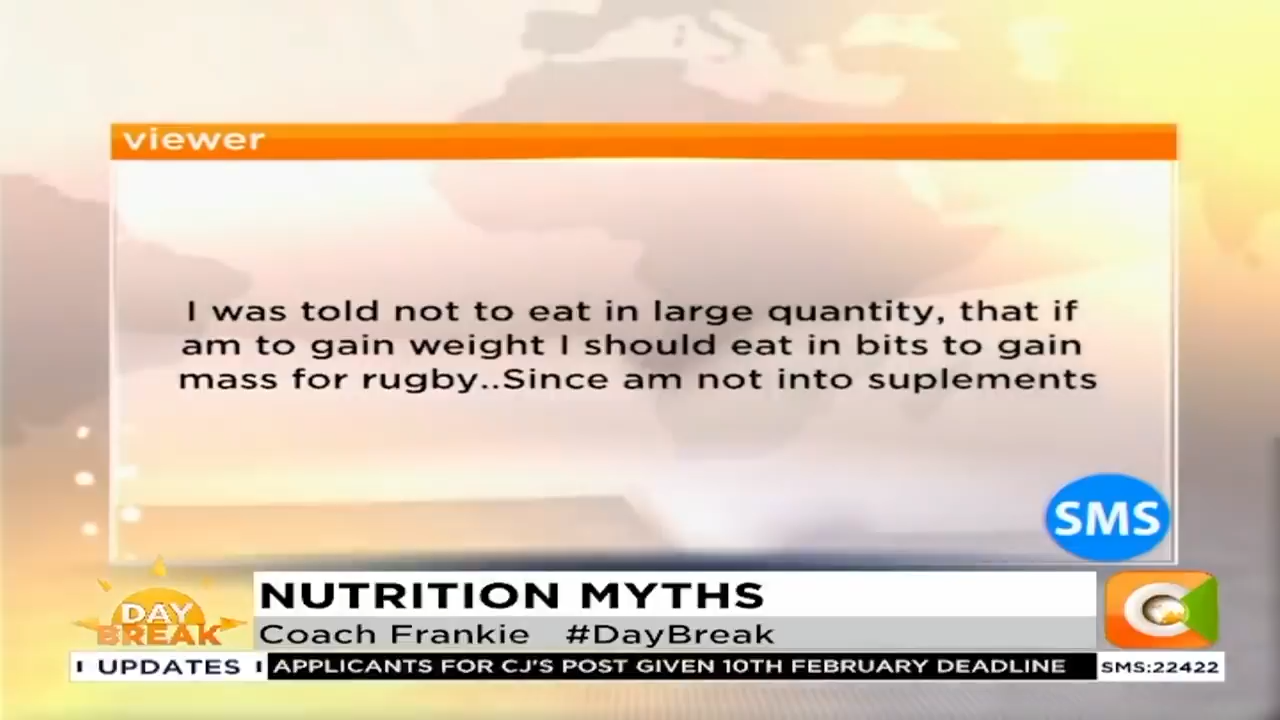 viewer
I was told not to eat in large quantity, that if
am to gain weight I should eat in bits to gain
mass for rugby..Since am not into suplements
SMS
NUTRITION MYTHS
DAY
BREAK
Coach Frankie #DayBreak
UPDATES
APPLICANTS FOR CJ'S POST GIVEN 10TH FEBRUARY DEADLINE
SMS:22422